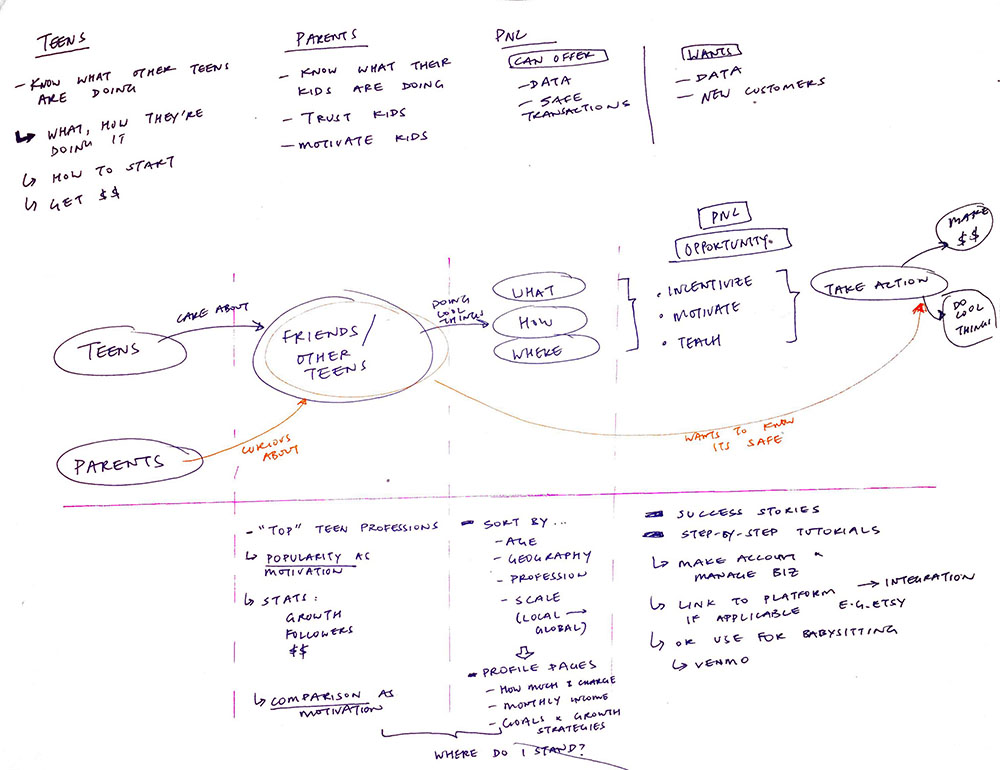 TEENS
- KNOW WHAT OTHER TEENS
ARE DOING
↳ WHAT, HOW THEY'RE
DOING IT
↳ HOW TO START
↳ GET $$
PARENTS
- KNOW WHAT THEIR
KIDS ARE DOING
- TRUST KIDS
- MOTIVATE KIDS
PNC
CAN OFFER
- DATA
- SAFE
TRANSACTIONS
WANTS
- DATA
- NEW CUSTOMERS
TEENS
CARE ABOUT
FRIENDS/
OTHER
TEENS
DOING
COOL
THINGS
WHAT
HOW
WHERE
PNC
OPPORTUNITY.
• INCENTIVIZE
• MOTIVATE
• TEACH
TAKE ACTION
MAKE
$$
DO
COOL
THINGS!
PARENTS
CURIOUS
ABOUT
WANTS TO KNOW
ITS SAFE
- "TOP" TEEN PROFESSIONS
↳ POPULARITY AS
MOTIVATION
↳ STATS:
GROWTH
FOLLOWERS
$$
↳ COMPARISON AS
MOTIVATION
- SORT BY...
- AGE
- GEOGRAPHY
- PROFESSION
- SCALE
(LOCAL →
GLOBAL)
- PROFILE PAGES
- HOW MUCH I CHARGE
- MONTHLY INCOME
- GOALS & GROWTH
STRATEGIES
WHERE DO I STAND?
- SUCCESS STORIES
- STEP-BY-STEP TUTORIALS
↳ MAKE ACCOUNT &
MANAGE BIZ
↳ LINK TO PLATFORM → INTEGRATION
IF APPLICABLE E.G. ETSY
↳ OR USE FOR BABYSITTING
↳ VENMO